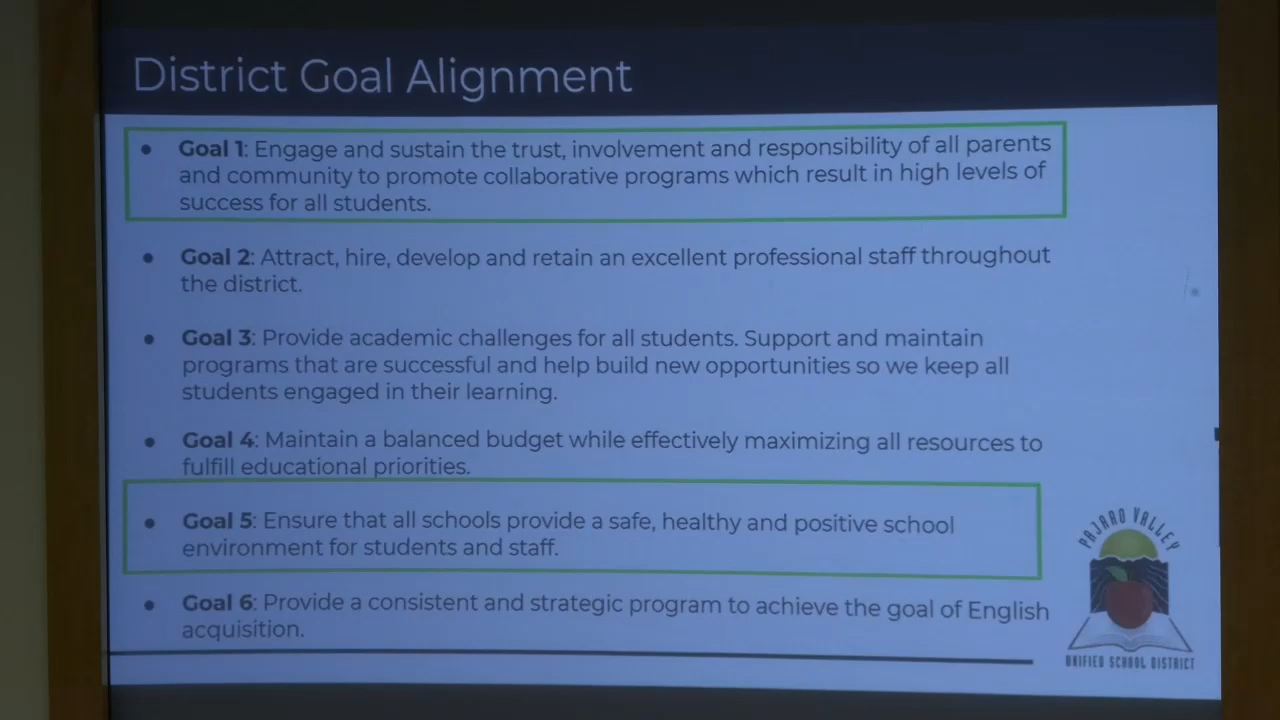 District Goal Alignment
• Goal 1: Engage and sustain the trust, involvement and responsibility of all parents
and community to promote collaborative programs which result in high levels of
success for all students.
• Goal 2: Attract, hire, develop and retain an excellent professional staff throughout
the district.
• Goal 3: Provide academic challenges for all students. Support and maintain
programs that are successful and help build new opportunities so we keep all
students engaged in their learning.
• Goal 4: Maintain a balanced budget while effectively maximizing all resources to
fulfill educational priorities.
• Goal 5: Ensure that all schools provide a safe, healthy and positive school
environment for students and staff.
• Goal 6: Provide a consistent and strategic program to achieve the goal of English
acquisition.
PAJARO VALLEY
UNIFIED SCHOOL DISTRICT